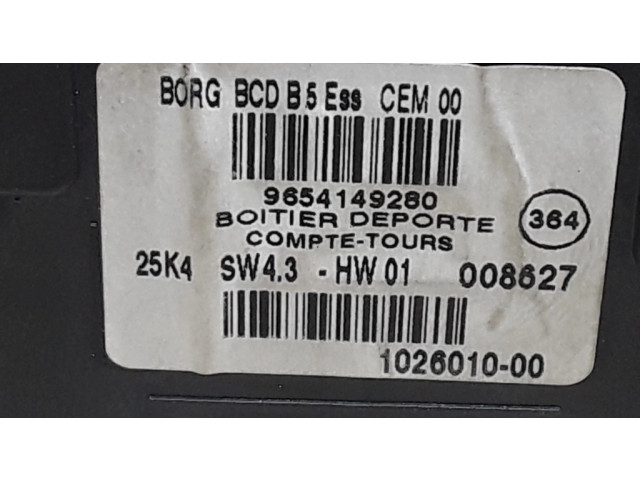 BORG BCD B5 Ess CEM 00
9654149280
BOITIER DEPORTE
COMPTE-TOURS
364
25K4 SW4.3 - HW 01 008627
1026010-00